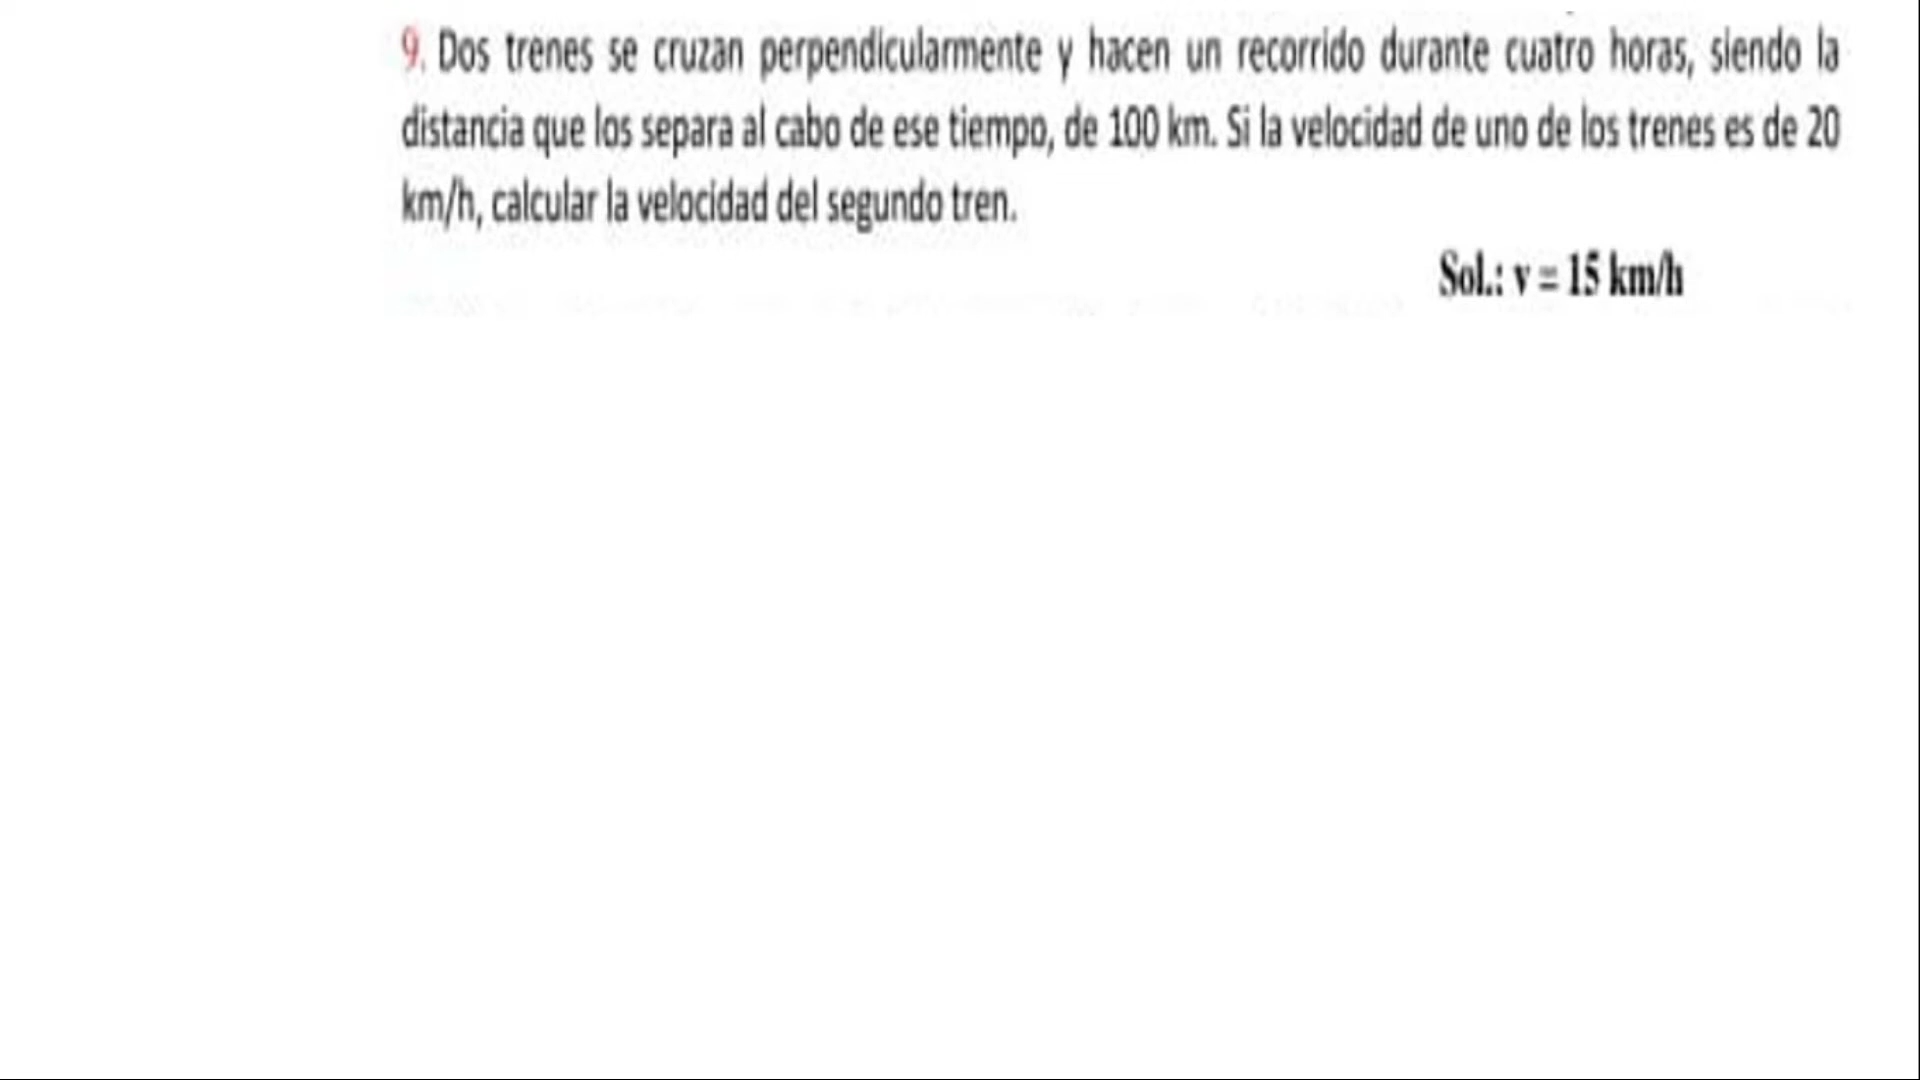 9. Dos trenes se cruzan perpendicularmente y hacen un recorrido durante cuatro horas, siendo la
distancia que los separa al cabo de ese tiempo, de 100 km. Si la velocidad de uno de los trenes es de 20
km/h, calcular la velocidad del segundo tren.
Sol.: v = 15 km/h